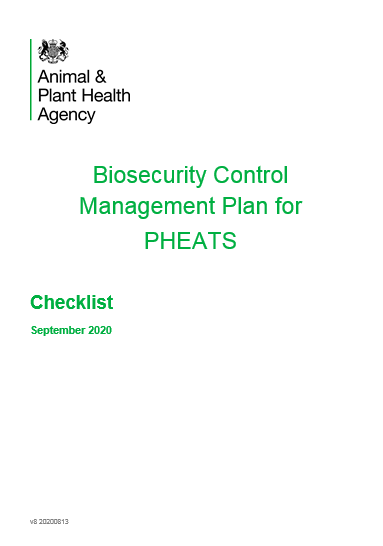 Animal &
Plant Health
Agency
Biosecurity Control
Management Plan for
PHEATS
Checklist
September 2020
v8 20200813